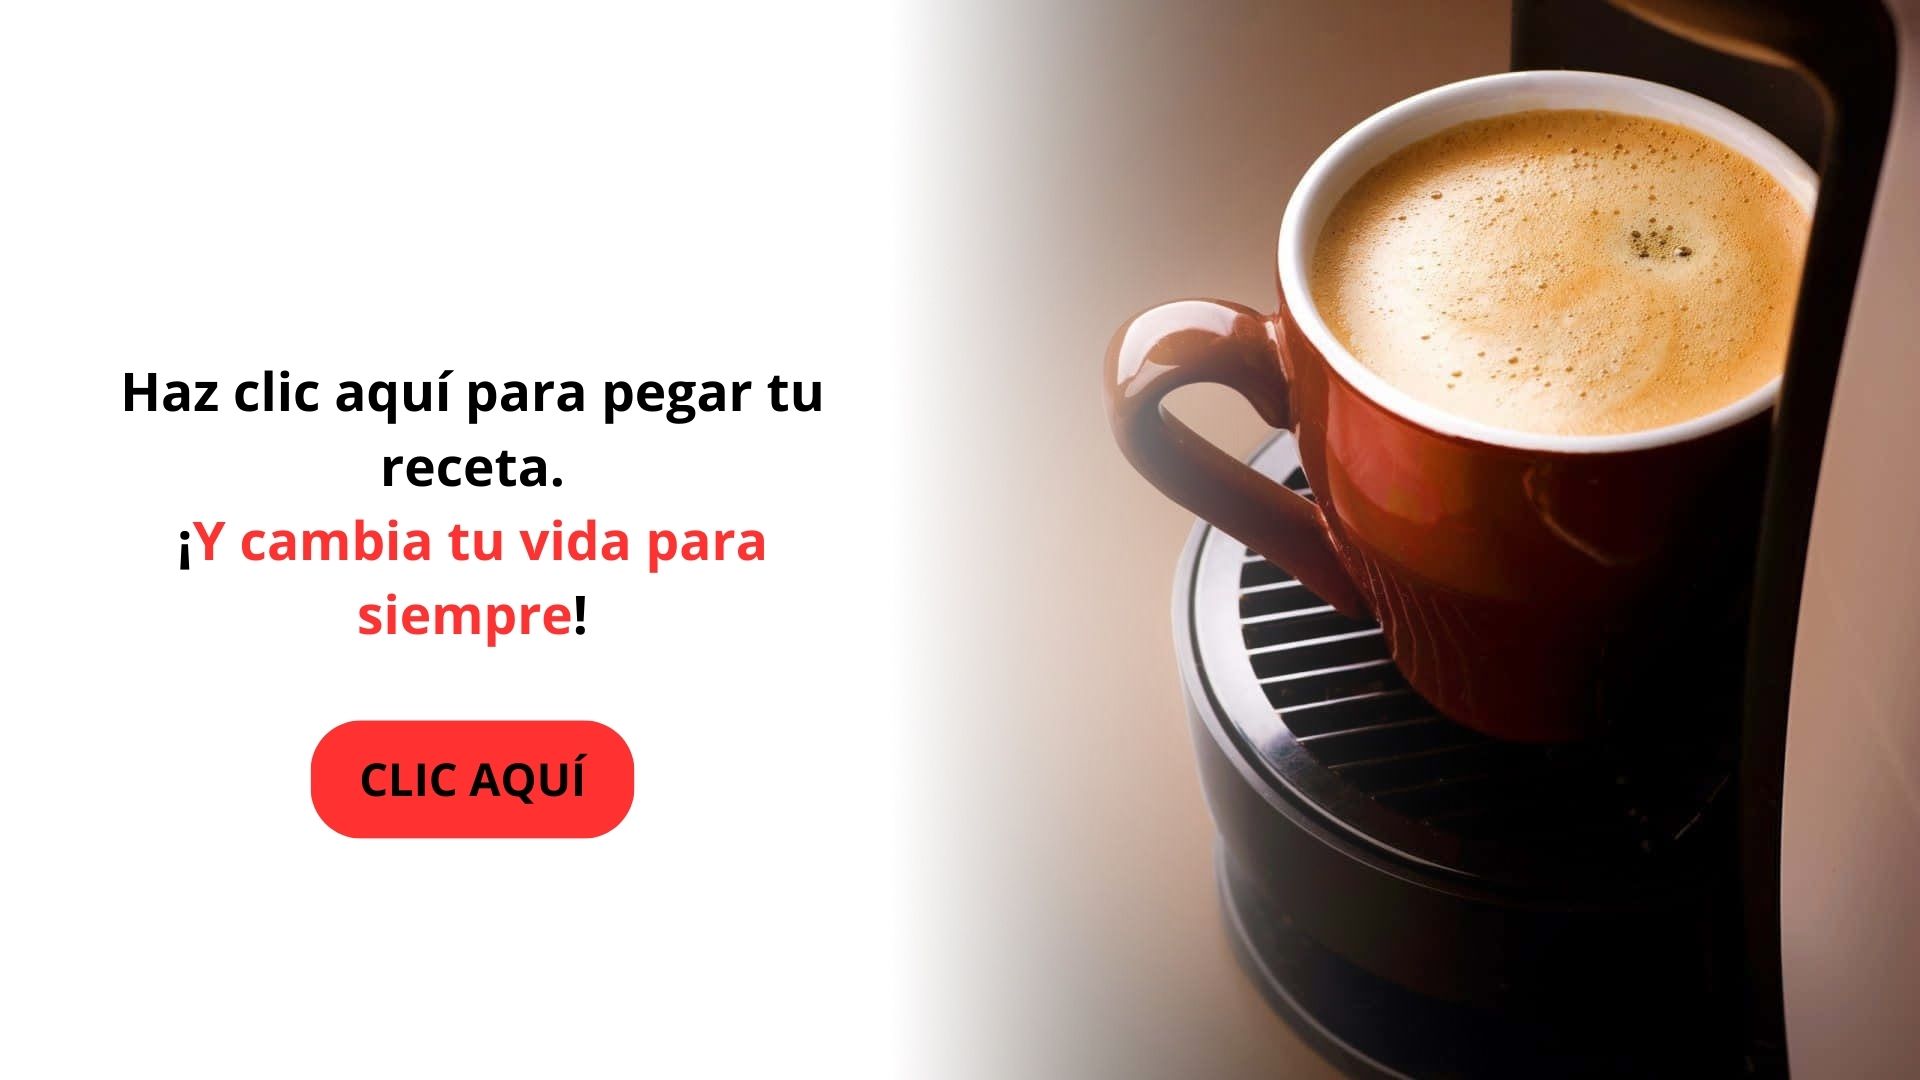 Haz clic aquí para pegar tu
receta.
¡Y cambia tu vida para
siempre!
CLIC AQUÍ